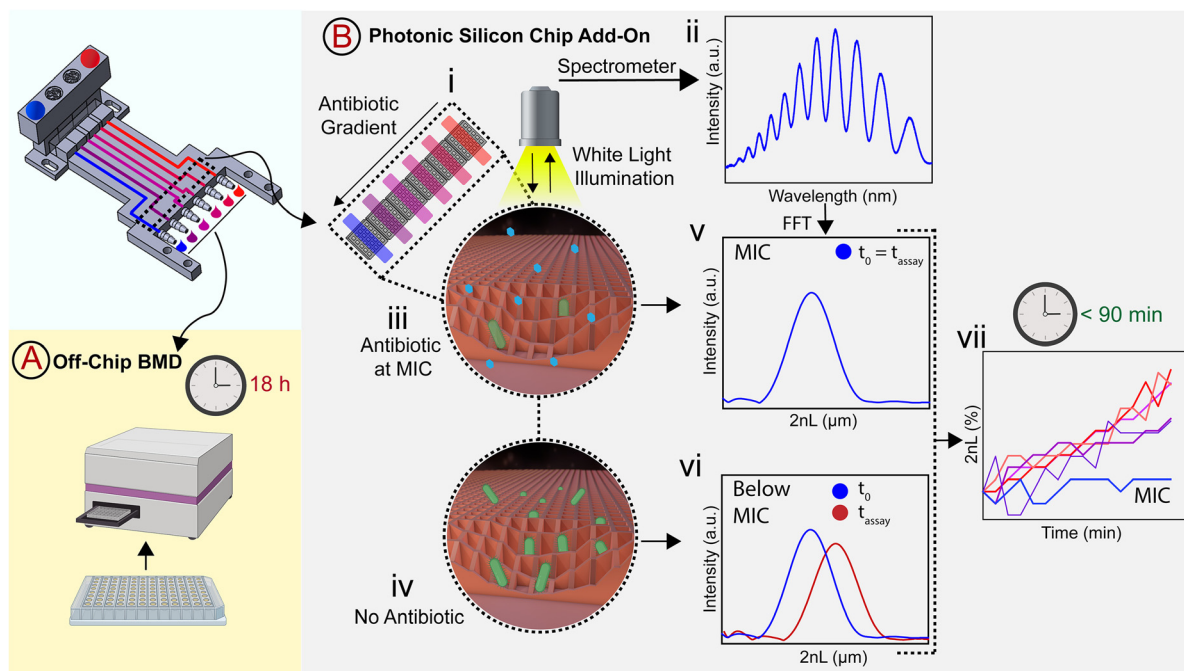 A Off-Chip BMD
18 h
B Photonic Silicon Chip Add-On
i
Antibiotic
Gradient
Spectrometer
White Light
Illumination
ii
Intensity (a.u.)
Wavelength (nm)
FFT
iii
Antibiotic
at MIC
iv
No Antibiotic
v
MIC
t0 = tassay
Intensity (a.u.)
2nL (µm)
vi
Below
MIC
t0
tassay
Intensity (a.u.)
2nL (µm)
< 90 min
vii
2nL (%)
MIC
Time (min)